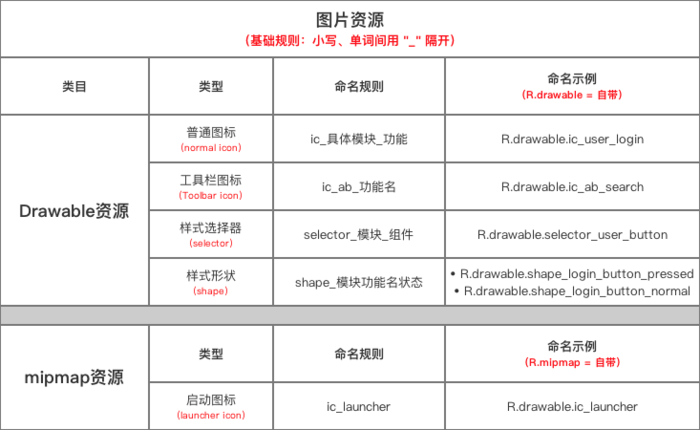 图片资源
（基础规则：小写、单词间用 "_" 隔开）
类目
类型
命名规则
命名示例
（R.drawable = 自带）
Drawable资源
普通图标
（normal icon）
ic_具体模块_功能
R.drawable.ic_user_login
工具栏图标
（Toolbar icon）
ic_ab_功能名
R.drawable.ic_ab_search
样式选择器
（selector）
selector_模块_组件
R.drawable.selector_user_button
样式形状
（shape）
shape_模块功能名状态
• R.drawable.shape_login_button_pressed
• R.drawable.shape_login_button_normal
mipmap资源
类型
命名规则
命名示例
（R.mipmap = 自带）
启动图标
（launcher icon）
ic_launcher
R.drawable.ic_launcher